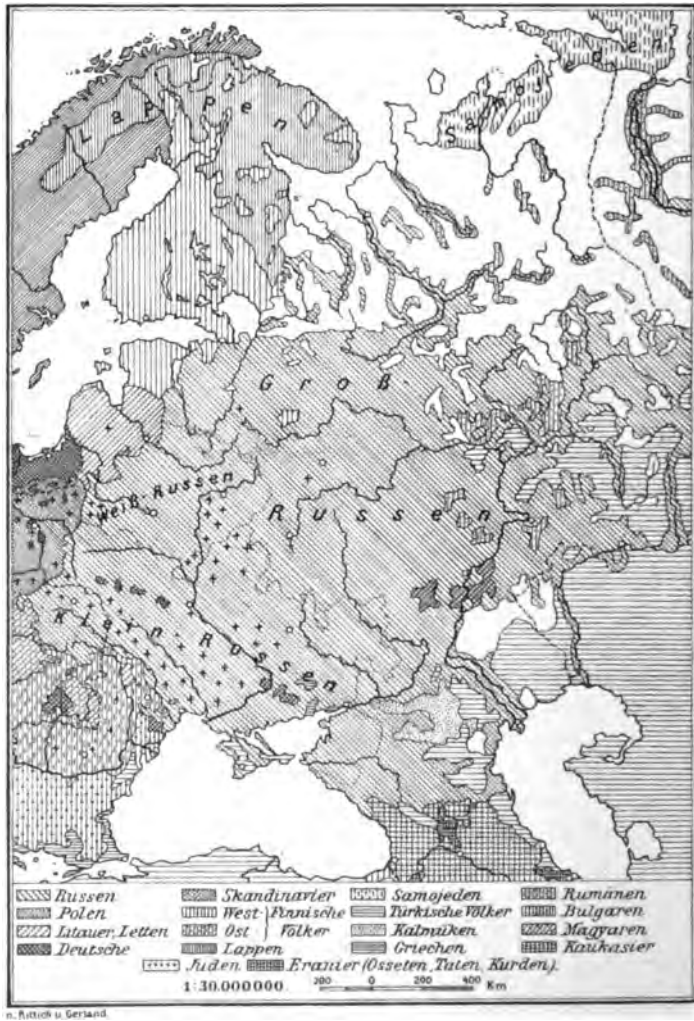 Lappen
Samojeden
Groß-
Weiß-Russen
Russen
Klein Russen
Russen Skandinavier Samojeden Rumänen
Polen West- Finnische Türkische Völker Bulgaren
Litauer, Letten Ost Völker Kalmüken Magyaren
Deutsche Lappen Griechen Kaukasier
Juden Eranier (Osseten, Taten, Kurden).
1:30.000000 200 0 200 400 Km
n. Rittich u. Gerland